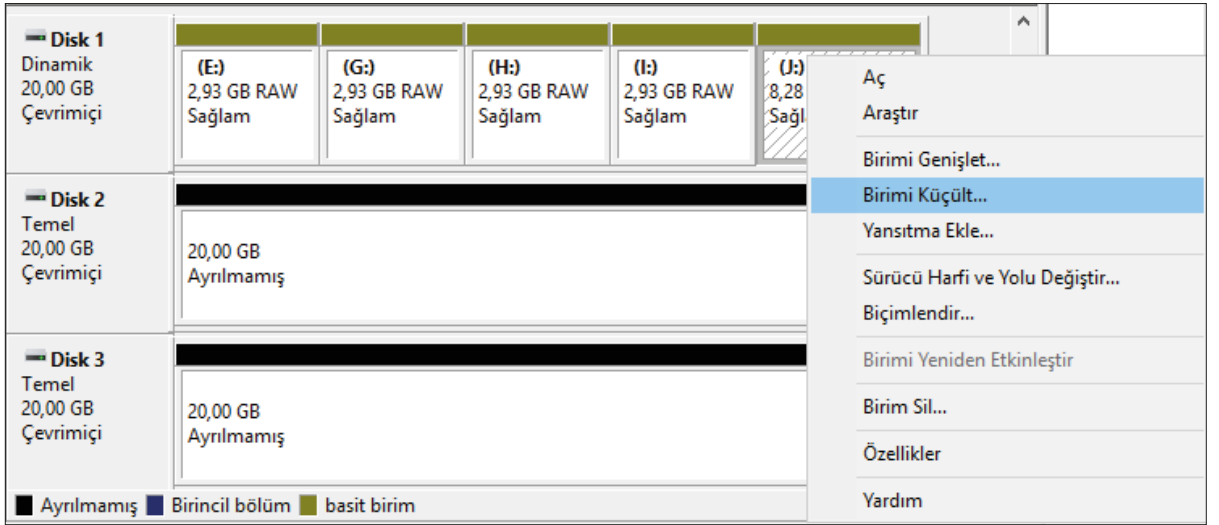 Disk 1
Dinamik
20,00 GB
Çevrimiçi
(E:)
2,93 GB RAW
Sağlam
(G:)
2,93 GB RAW
Sağlam
(H:)
2,93 GB RAW
Sağlam
(I:)
2,93 GB RAW
Sağlam
(J:)
8,28
Sağl
Disk 2
Temel
20,00 GB
Çevrimiçi
20,00 GB
Ayrılmamış
Disk 3
Temel
20,00 GB
Çevrimiçi
20,00 GB
Ayrılmamış
Ayrılmamış Birincil bölüm basit birim
Aç
Araştır
Birimi Genişlet...
Birimi Küçült...
Yansıtma Ekle...
Sürücü Harfi ve Yolu Değiştir...
Biçimlendir...
Birimi Yeniden Etkinleştir
Birim Sil...
Özellikler
Yardım